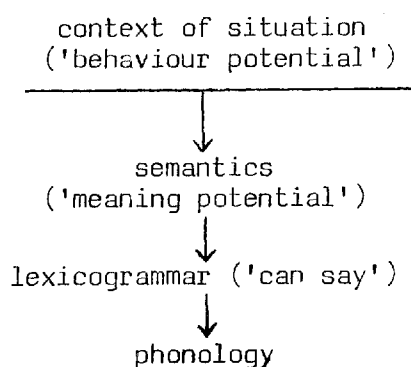 context of situation
('behaviour potential')
semantics
('meaning potential')
lexicogrammar ('can say')
phonology